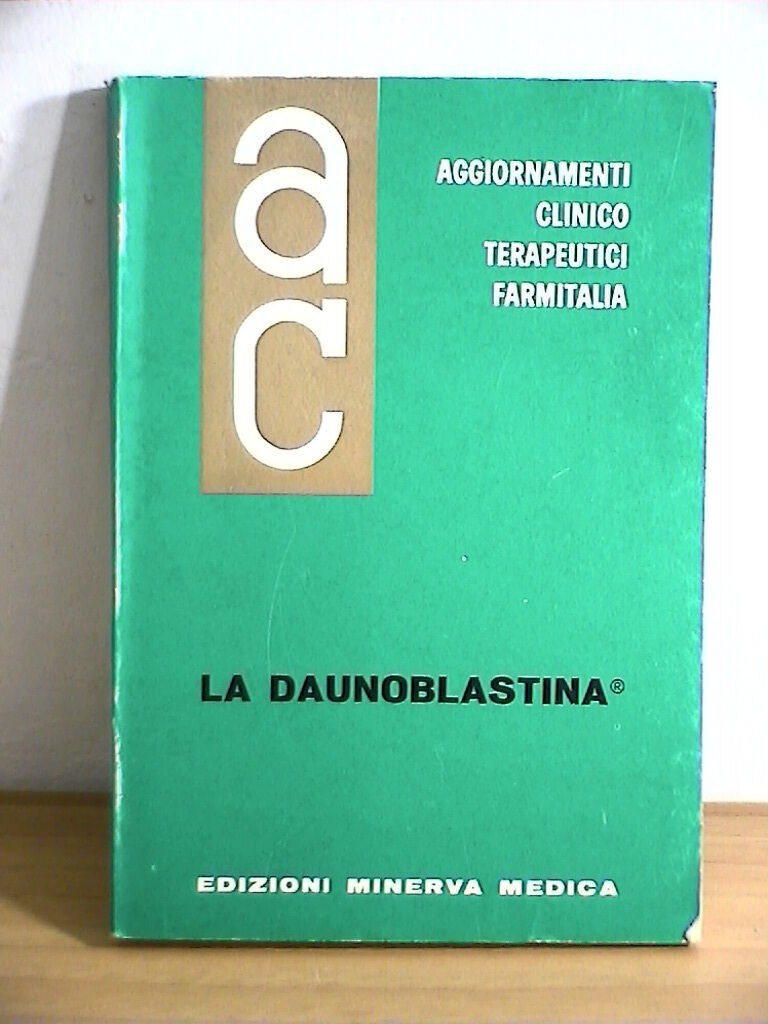 ac
AGGIORNAMENTI
CLINICO
TERAPEUTICI
FARMITALIA
LA DAUNOBLASTINA®
EDIZIONI MINERVA MEDICA